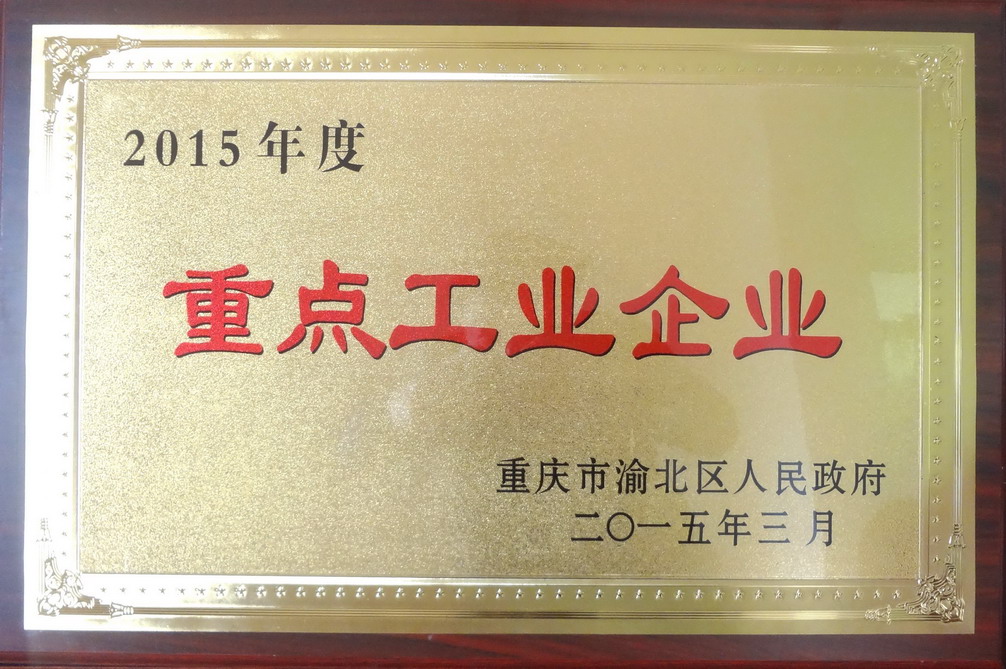 2015年度
重点工业企业
重庆市渝北区人民政府
二〇一五年三月